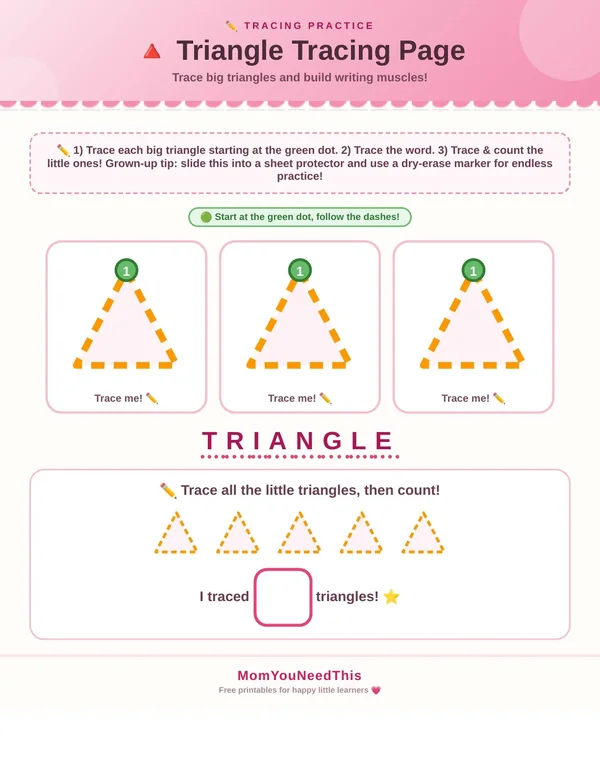 ✏️ TRACING PRACTICE
🔺 Triangle Tracing Page
Trace big triangles and build writing muscles!
✏️ 1) Trace each big triangle starting at the green dot. 2) Trace the word. 3) Trace & count the
little ones! Grown-up tip: slide this into a sheet protector and use a dry-erase marker for endless
practice!
🟢 Start at the green dot, follow the dashes!
1 1 1
Trace me! ✏️ Trace me! ✏️ Trace me! ✏️
TRIANGLE
✏️ Trace all the little triangles, then count!
I traced triangles! ⭐
MomYouNeedThis
Free printables for happy little learners 💗